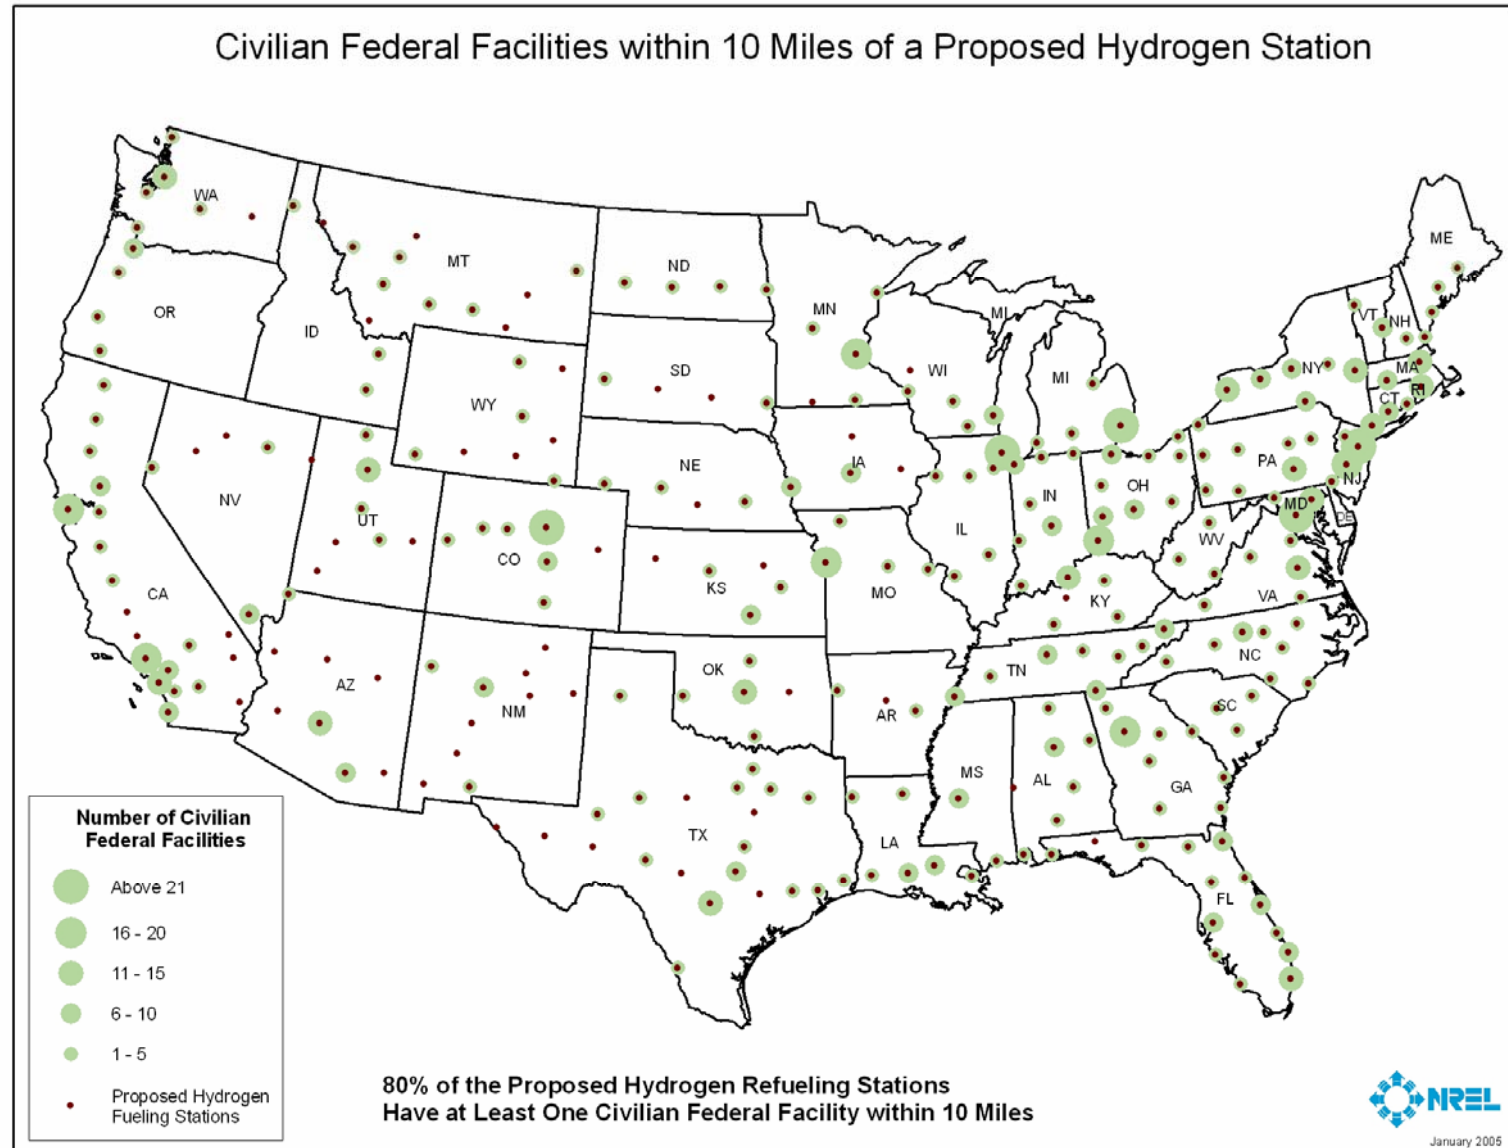 Civilian Federal Facilities within 10 Miles of a Proposed Hydrogen Station
WA
MT
ND
MN
ME
OR
ID
SD
WI
MI
MI
NY
VT
NH
MA
RI
CT
WY
NV
UT
CO
NE
IA
IL
IN
OH
PA
NJ
MD
DE
WV
VA
CA
KS
MO
KY
AZ
NM
OK
AR
TN
NC
SC
TX
LA
MS
AL
GA
FL
Number of Civilian
Federal Facilities
Above 21
16 - 20
11 - 15
6 - 10
1 - 5
Proposed Hydrogen
Fueling Stations
80% of the Proposed Hydrogen Refueling Stations
Have at Least One Civilian Federal Facility within 10 Miles
NREL
January 2005